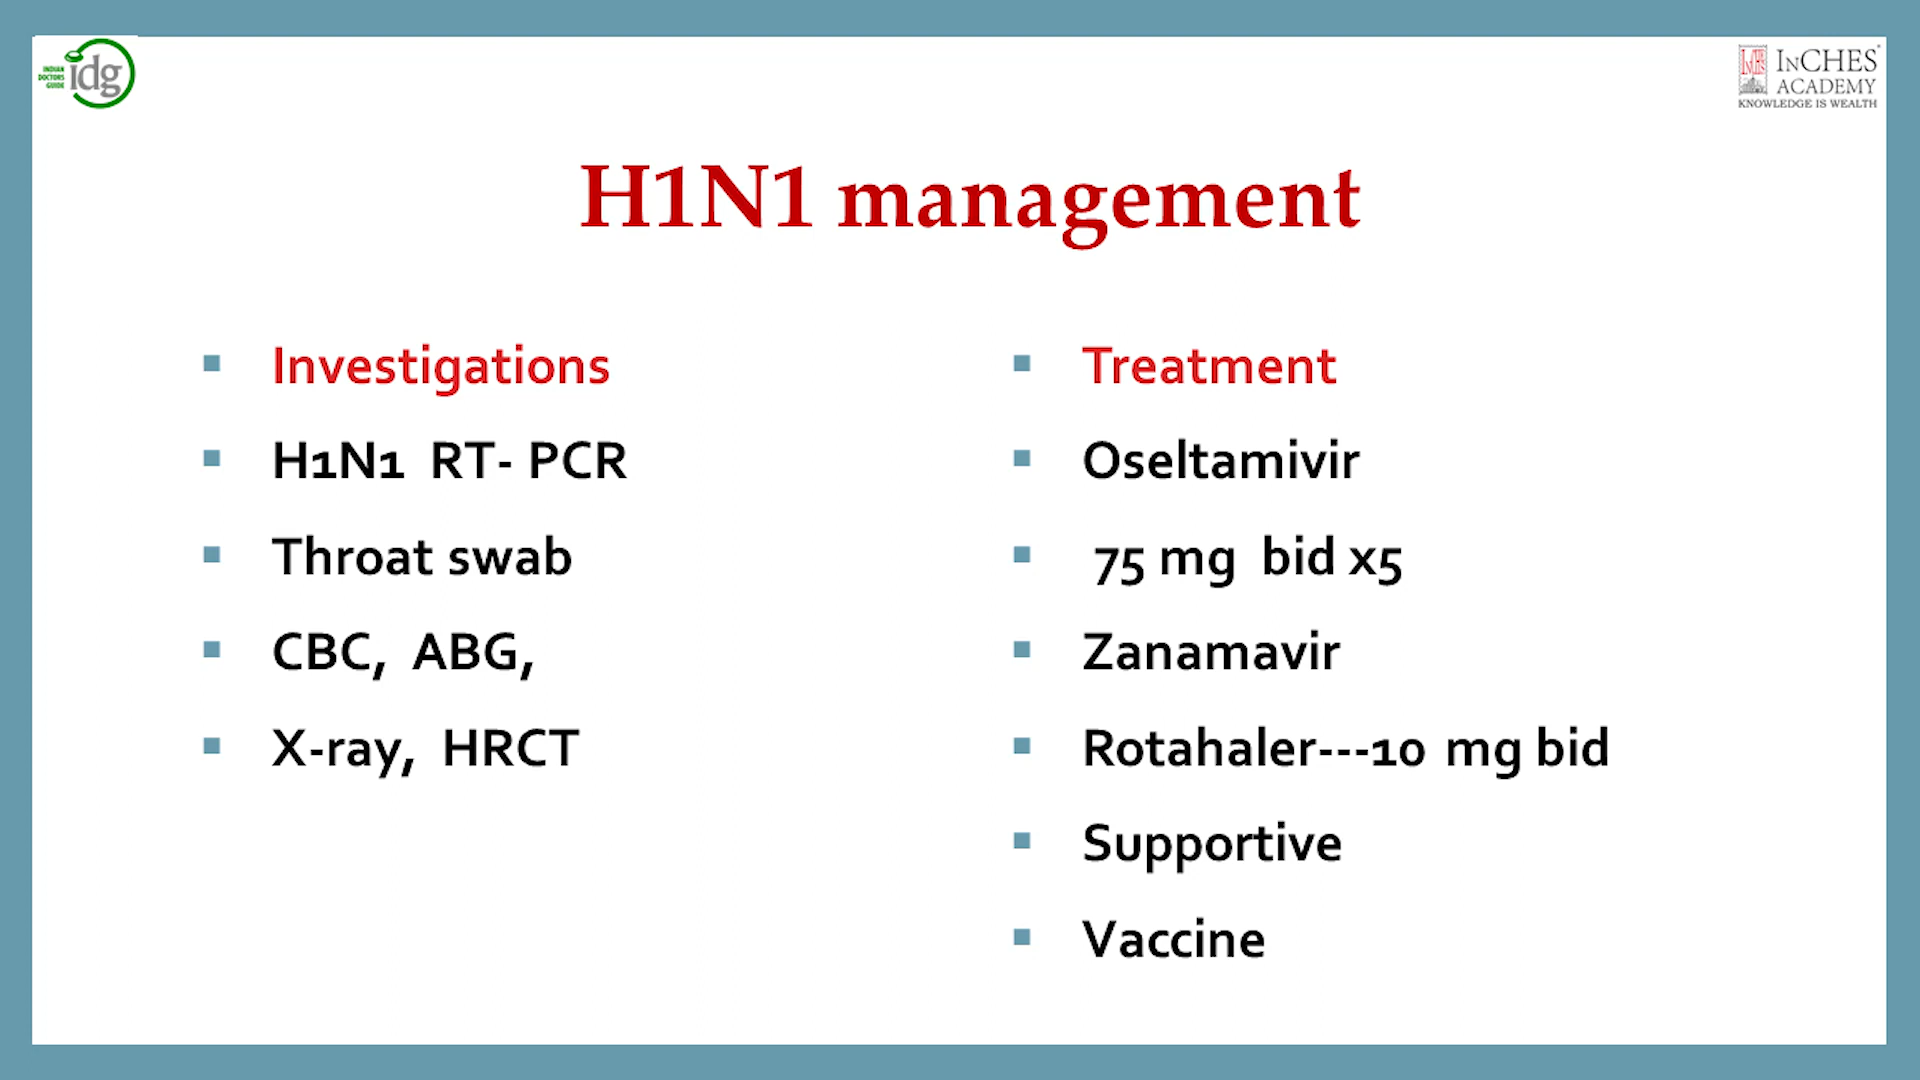 INDIAN
DOCTORS
GUIDE
idg
INCHES
ACADEMY
KNOWLEDGE IS WEALTH
H1N1 management
Investigations
H1N1 RT- PCR
Throat swab
CBC, ABG,
X-ray, HRCT
Treatment
Oseltamivir
75 mg bid x5
Zanamavir
Rotahaler---10 mg bid
Supportive
Vaccine